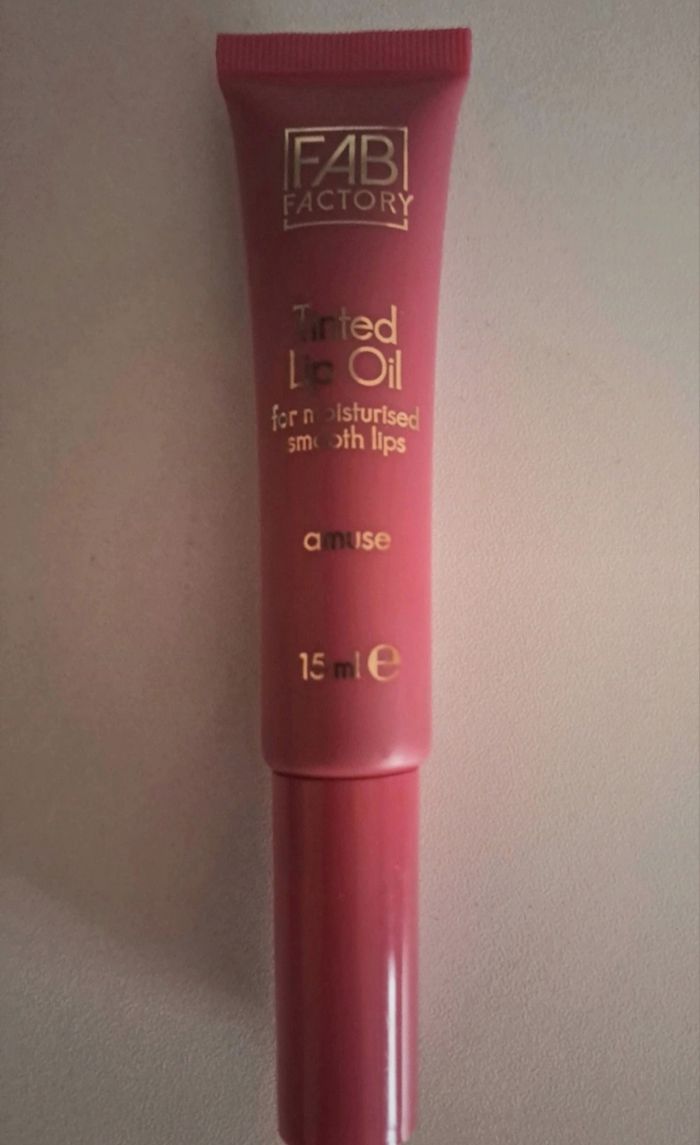 FAB
FACTORY
Tinted
Lip Oil
for moisturised
smooth lips
amuse
15 ml e